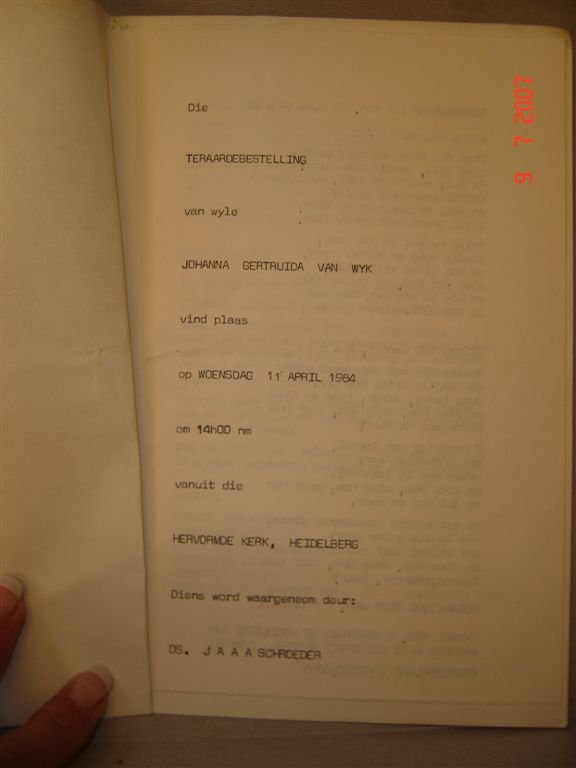 Die
TERAARDEBESTELLING
van wyle
JOHANNA GERTRUIDA VAN WYK
vind plaas
op WOENSDAG 11 APRIL 1984
om 14h00 nm
vanuit die
HERVORMDE KERK, HEIDELBERG
Diens word waargeneem deur:
DS. J A A A SCHROEDER
9 7 2007